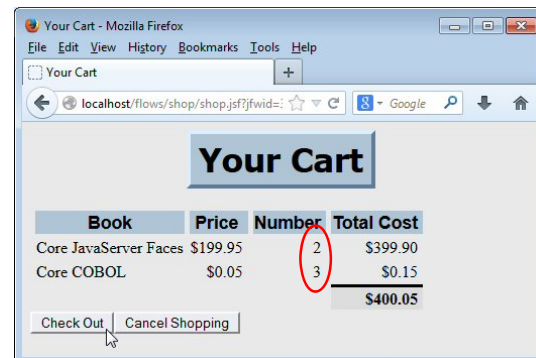 Your Cart - Mozilla Firefox
File Edit View History Bookmarks Tools Help
Your Cart
localhost/flows/shop/shop.jsf?jfwid=
Google
Your Cart
Book Price Number Total Cost
Core JavaServer Faces $199.95 2 $399.90
Core COBOL $0.05 3 $0.15
$400.05
Check Out Cancel Shopping